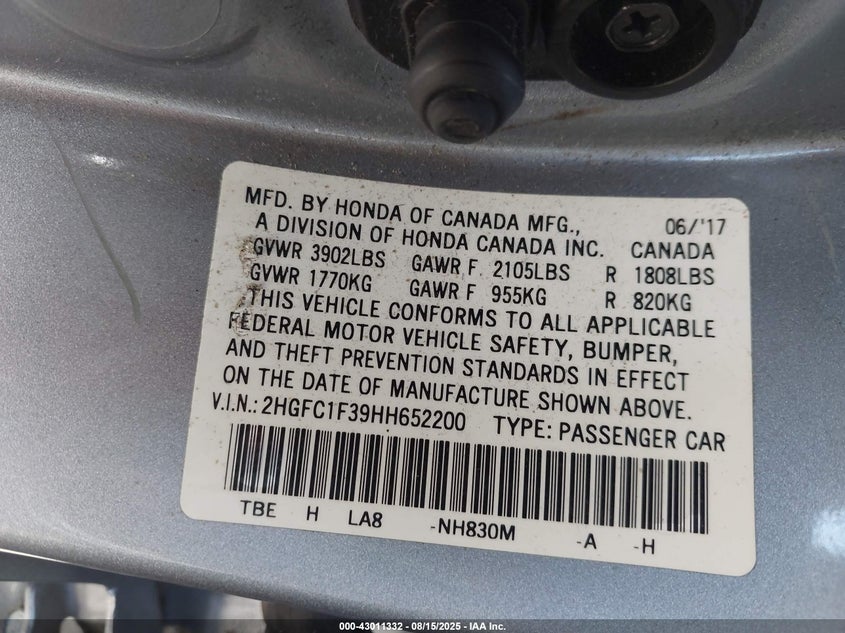 MFD. BY HONDA OF CANADA MFG., 06/'17
A DIVISION OF HONDA CANADA INC. CANADA
GVWR 3902LBS GAWR F. 2105LBS R 1808LBS
GVWR 1770KG GAWR F 955KG R 820KG
THIS VEHICLE CONFORMS TO ALL APPLICABLE
FEDERAL MOTOR VEHICLE SAFETY, BUMPER,
AND THEFT PREVENTION STANDARDS IN EFFECT
ON THE DATE OF MANUFACTURE SHOWN ABOVE.
V.I.N.: 2HGFC1F39HH652200 TYPE: PASSENGER CAR
TBE H LA8 -NH830M -A -H
000-43011332 - 08/15/2025 - IAA Inc.